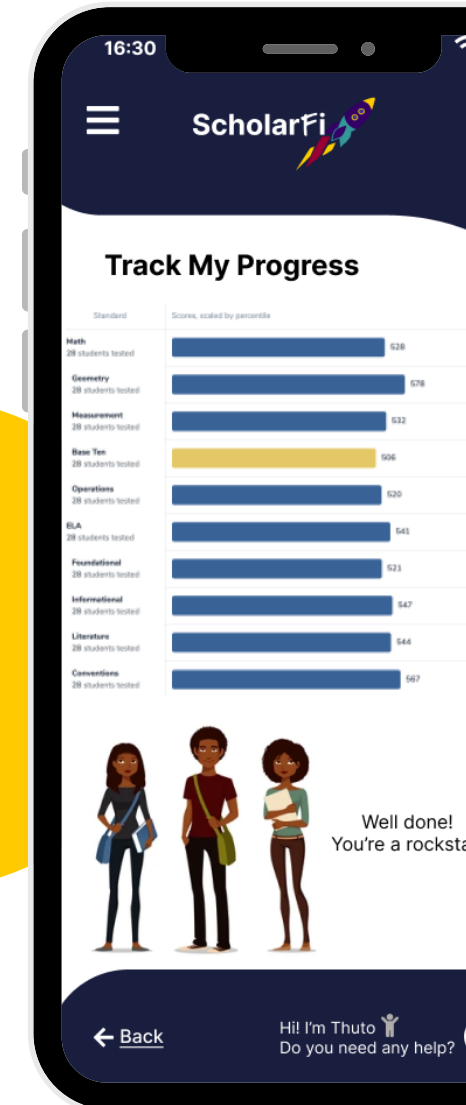 16:30
ScholarFi
Track My Progress
Standard
Scores, scaled by percentile
Math
28 students tested
528
Geometry
28 students tested
578
Measurement
28 students tested
532
Base Ten
28 students tested
506
Operations
28 students tested
520
ELA
28 students tested
541
Foundational
28 students tested
521
Informational
28 students tested
547
Literature
28 students tested
544
Conventions
28 students tested
567
Well done!
You're a rocksta
Back
Hi! I'm Thuto
Do you need any help?